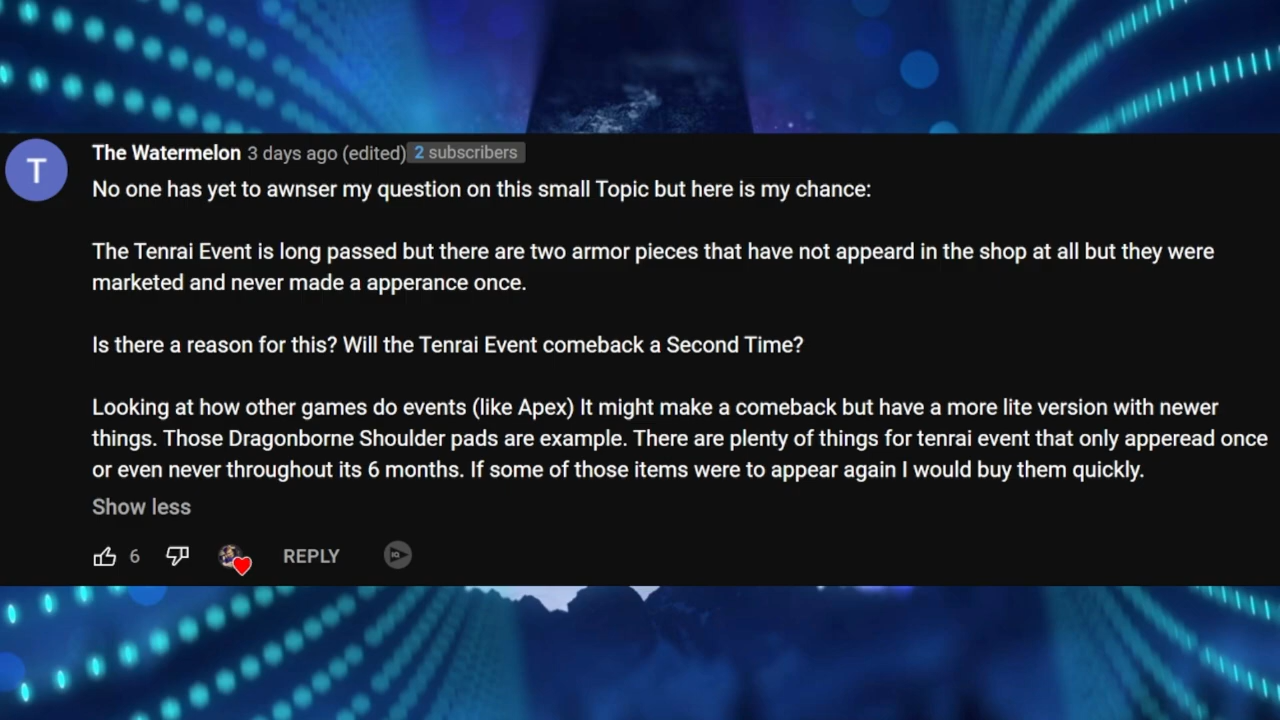 T
The Watermelon 3 days ago (edited) 2 subscribers
No one has yet to awnser my question on this small Topic but here is my chance:
The Tenrai Event is long passed but there are two armor pieces that have not appeard in the shop at all but they were
marketed and never made a apperance once.
Is there a reason for this? Will the Tenrai Event comeback a Second Time?
Looking at how other games do events (like Apex) It might make a comeback but have a more lite version with newer
things. Those Dragonborne Shoulder pads are example. There are plenty of things for tenrai event that only apperead once
or even never throughout its 6 months. If some of those items were to appear again I would buy them quickly.
Show less
6 REPLY